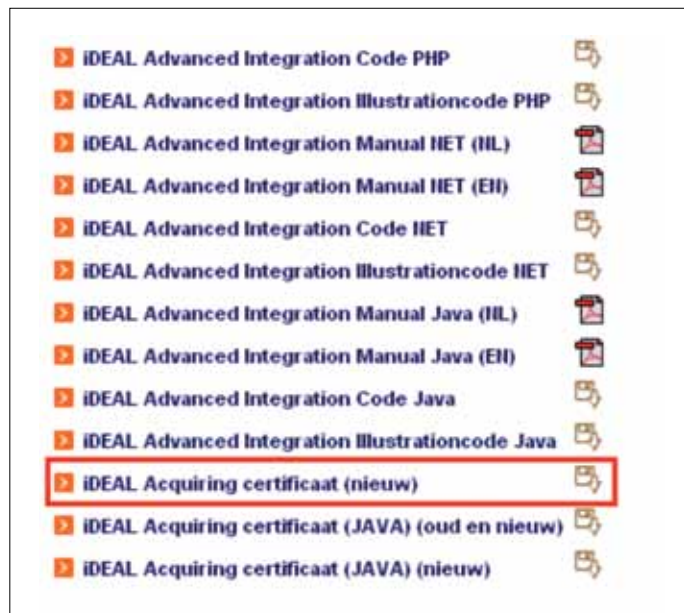 iDEAL Advanced Integration Code PHP
iDEAL Advanced Integration Illustrationcode PHP
iDEAL Advanced Integration Manual NET (NL)
iDEAL Advanced Integration Manual NET (EN)
iDEAL Advanced Integration Code NET
iDEAL Advanced Integration Illustrationcode NET
iDEAL Advanced Integration Manual Java (NL)
iDEAL Advanced Integration Manual Java (EN)
iDEAL Advanced Integration Code Java
iDEAL Advanced Integration Illustrationcode Java
iDEAL Acquiring certificaat (nieuw)
iDEAL Acquiring certificaat (JAVA) (oud en nieuw)
iDEAL Acquiring certificaat (JAVA) (nieuw)